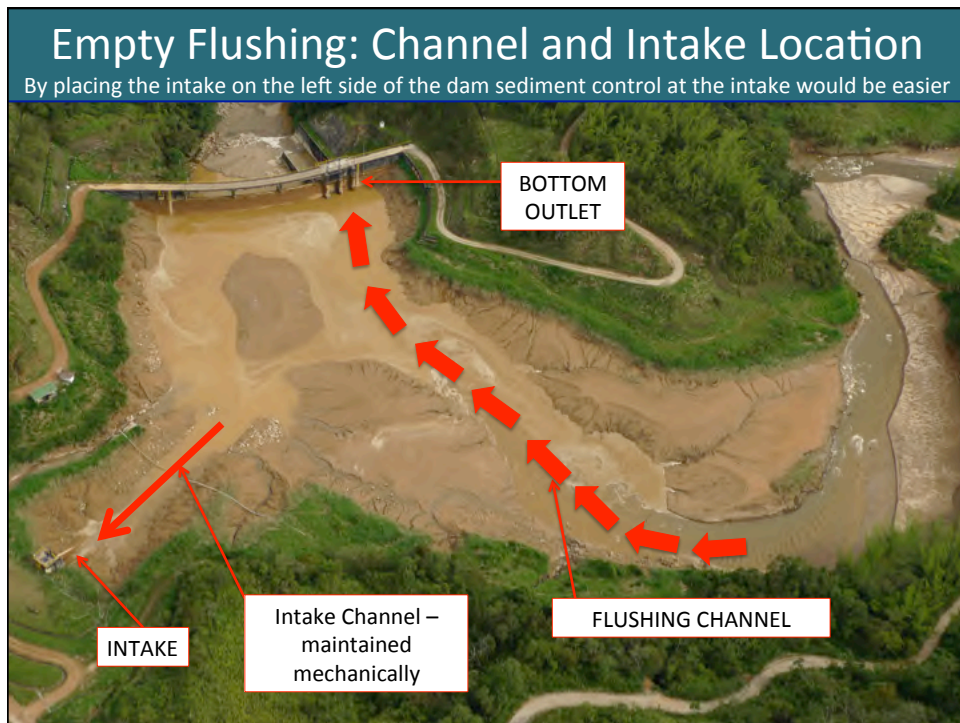 Empty Flushing: Channel and Intake Location
By placing the intake on the left side of the dam sediment control at the intake would be easier
BOTTOM
OUTLET
Intake Channel –
maintained
mechanically
FLUSHING CHANNEL
INTAKE